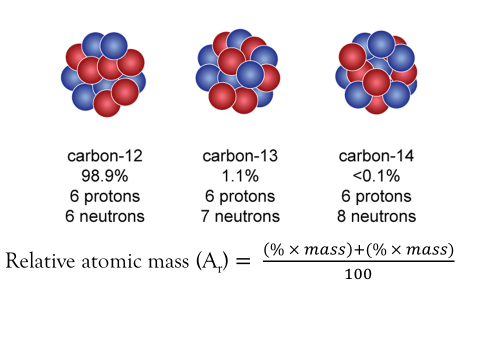 carbon-12 carbon-13 carbon-14
98.9% 1.1% <0.1%
6 protons 6 protons 6 protons
6 neutrons 7 neutrons 8 neutrons
Relative atomic mass (Aᵣ) = (% × mass)+(% × mass)
100